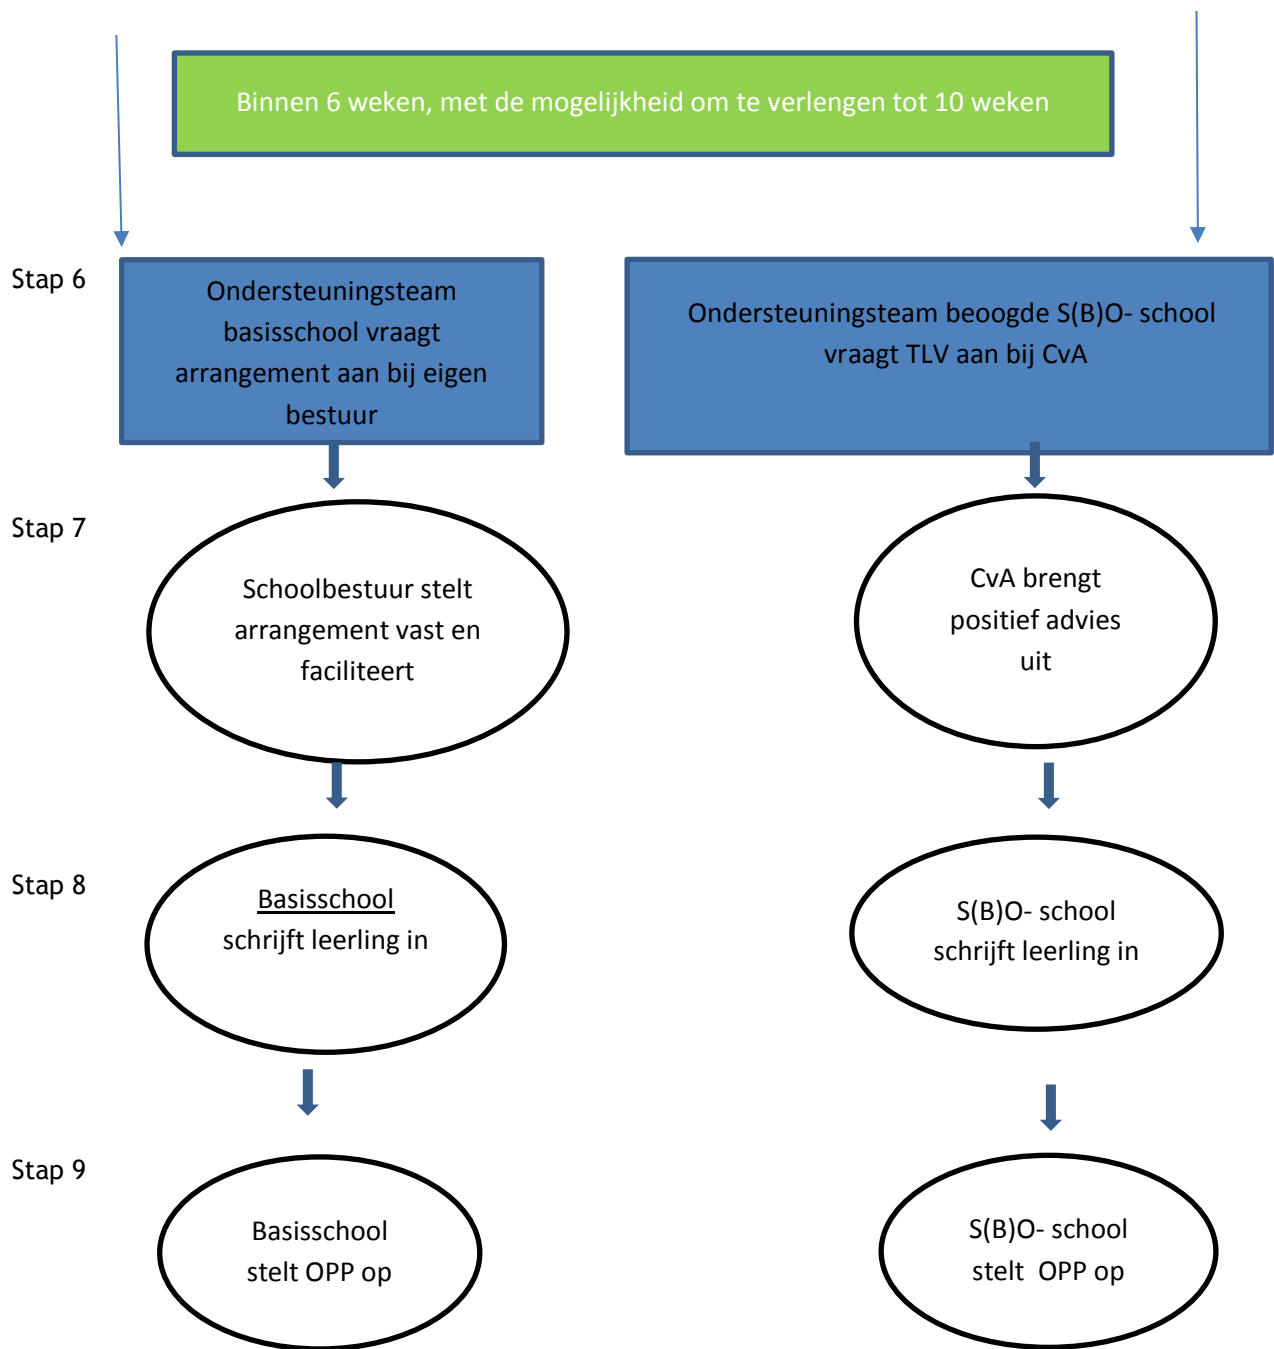 Binnen 6 weken, met de mogelijkheid om te verlengen tot 10 weken
Stap 6
Ondersteuningsteam
basisschool vraagt
arrangement aan bij eigen
bestuur
Ondersteuningsteam beoogde S(B)O- school
vraagt TLV aan bij CvA
Stap 7
Schoolbestuur stelt
arrangement vast en
faciliteert
CvA brengt
positief advies
uit
Stap 8
Basisschool
schrijft leerling in
S(B)O- school
schrijft leerling in
Stap 9
Basisschool
stelt OPP op
S(B)O- school
stelt  OPP op